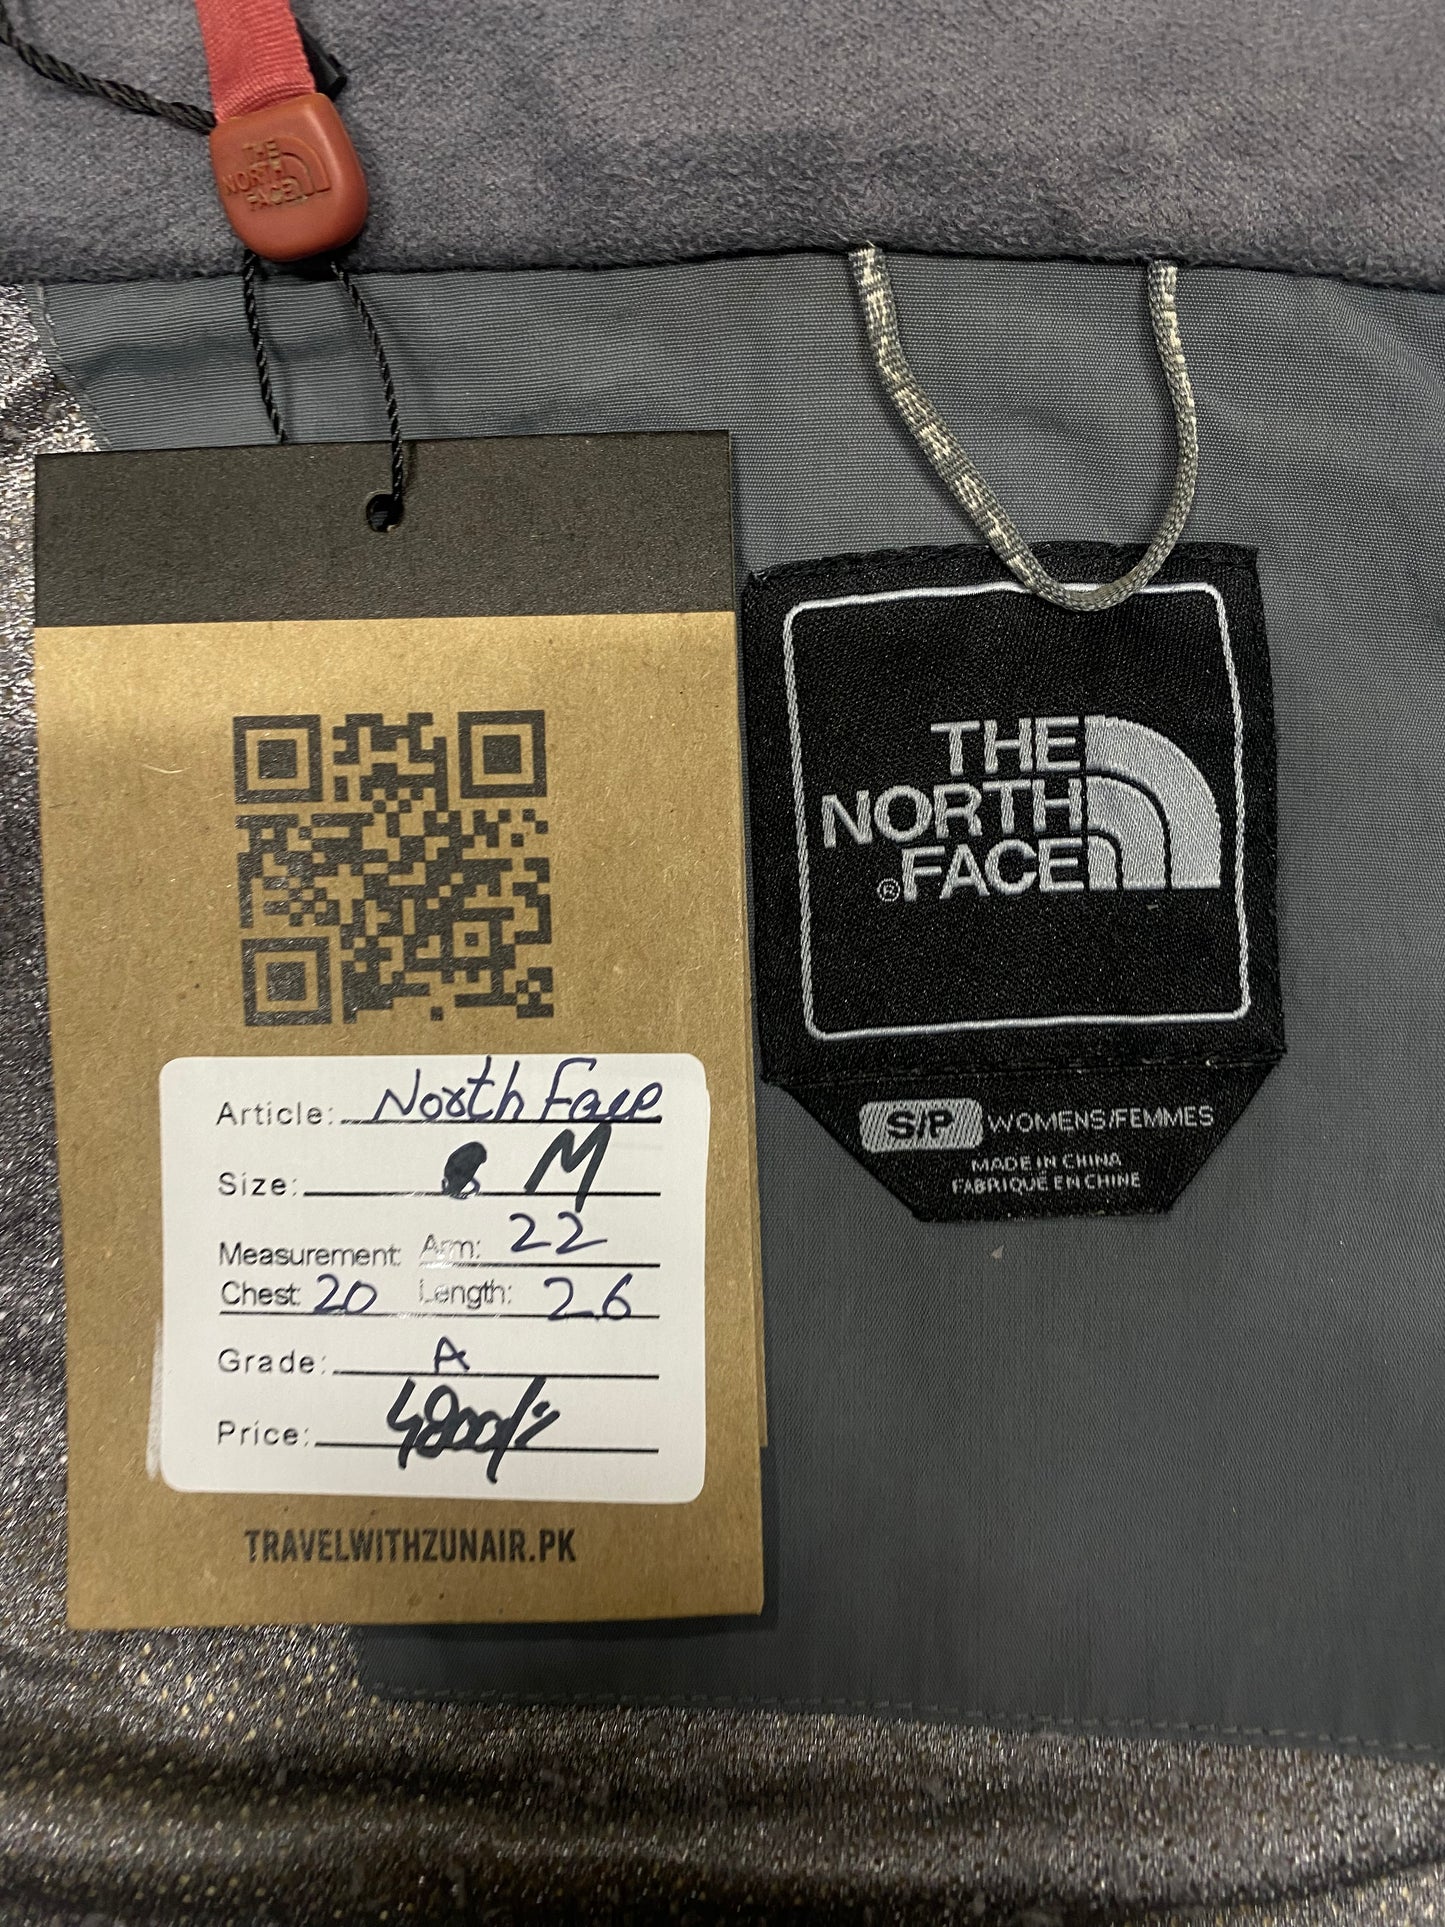 THE
NORTH
FACE
Article: North Face
Size: M
Measurement: Arm: 22
Chest: 20 Length: 26
Grade: A
Price: 4800/-
TRAVELWITHZUNAIR.PK
THE
NORTH
FACE
®
S/P WOMENS/FEMMES
MADE IN CHINA
FABRIQUE EN CHINE